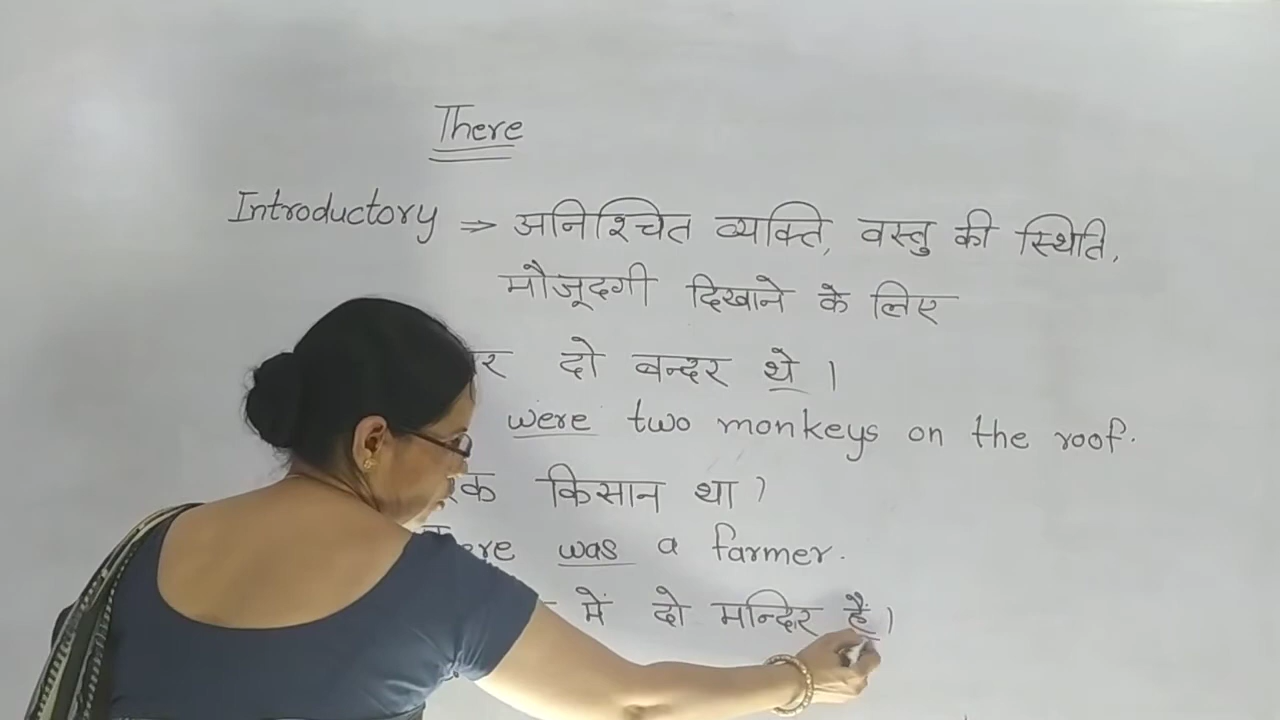 There
Introductory ⇒ अनिश्चित व्यक्ति, वस्तु की स्थिति,
मौजूदगी दिखाने के लिए
दो बन्दर थे ।
were two monkeys on the roof.
किसान था ?
was a farmer.
में दो मन्दिर हैं ।